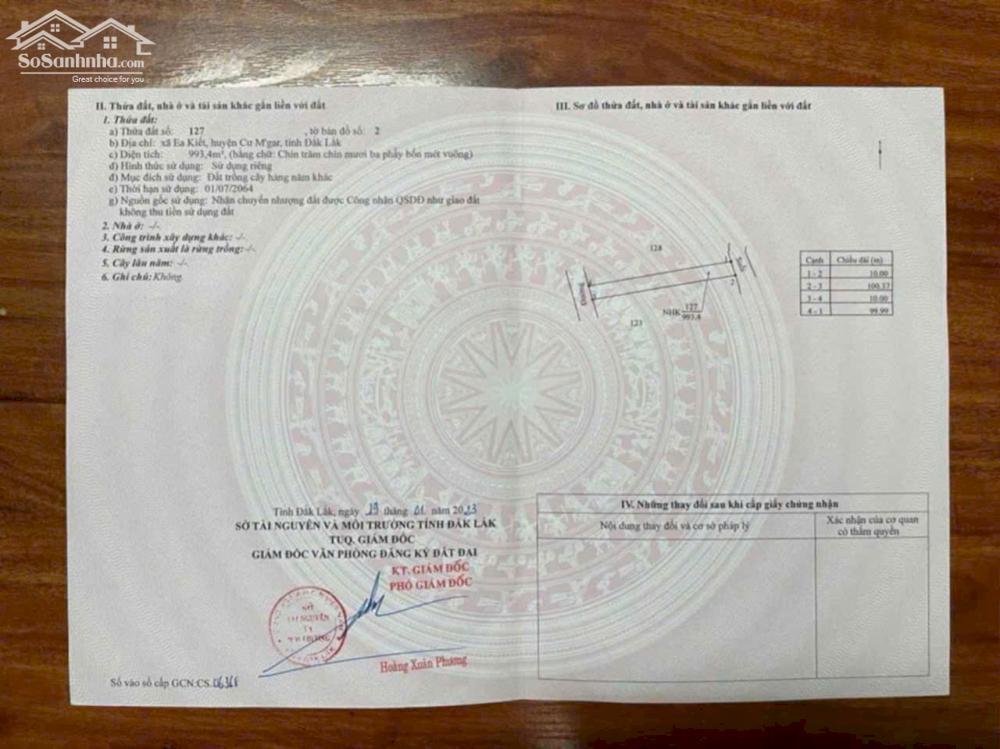 SoSanhnha.com
Great choice for you
II. Thửa đất, nhà ở và tài sản khác gắn liền với đất
1. Thửa đất:
a) Thửa đất số: 127 , tờ bản đồ số: 2
b) Địa chỉ: xã Ea Kiết, huyện Cư M'gar, tỉnh Đắk Lắk
c) Diện tích: 993,4m², (bằng chữ: Chín trăm chín mươi ba phẩy bốn mét vuông)
d) Hình thức sử dụng: Sử dụng riêng
đ) Mục đích sử dụng: Đất trồng cây hàng năm khác
e) Thời hạn sử dụng: 01/07/2064
g) Nguồn gốc sử dụng: Nhận chuyển nhượng đất được Công nhận QSDĐ như giao đất
không thu tiền sử dụng đất
2. Nhà ở: -/-
3. Công trình xây dựng khác: -/-
4. Rừng sản xuất là rừng trồng: -/-
5. Cây lâu năm: -/-
6. Ghi chú: Không
Tỉnh Đắk Lắk, ngày 19 tháng 01 năm 2023
SỞ TÀI NGUYÊN VÀ MÔI TRƯỜNG TỈNH ĐẮK LẮK
TUQ. GIÁM ĐỐC
GIÁM ĐỐC VĂN PHÒNG ĐĂNG KÝ ĐẤT ĐAI
KT. GIÁM ĐỐC
PHÓ GIÁM ĐỐC
SỞ
TÀI NGUYÊN
VÀ
Hoàng Xuân Phương
Số vào sổ cấp GCN:CS.06368
III. Sơ đồ thửa đất, nhà ở và tài sản khác gắn liền với đất
128
1
2
Suối
Đường
123
NHK 127
993.4
Cạnh Chiều dài (m)
1 - 2 10.00
2 - 3 100.37
3 - 4 10.00
4 - 1 99.99
IV. Những thay đổi sau khi cấp giấy chứng nhận
Nội dung thay đổi và cơ sở pháp lý
Xác nhận của cơ quan
có thẩm quyền